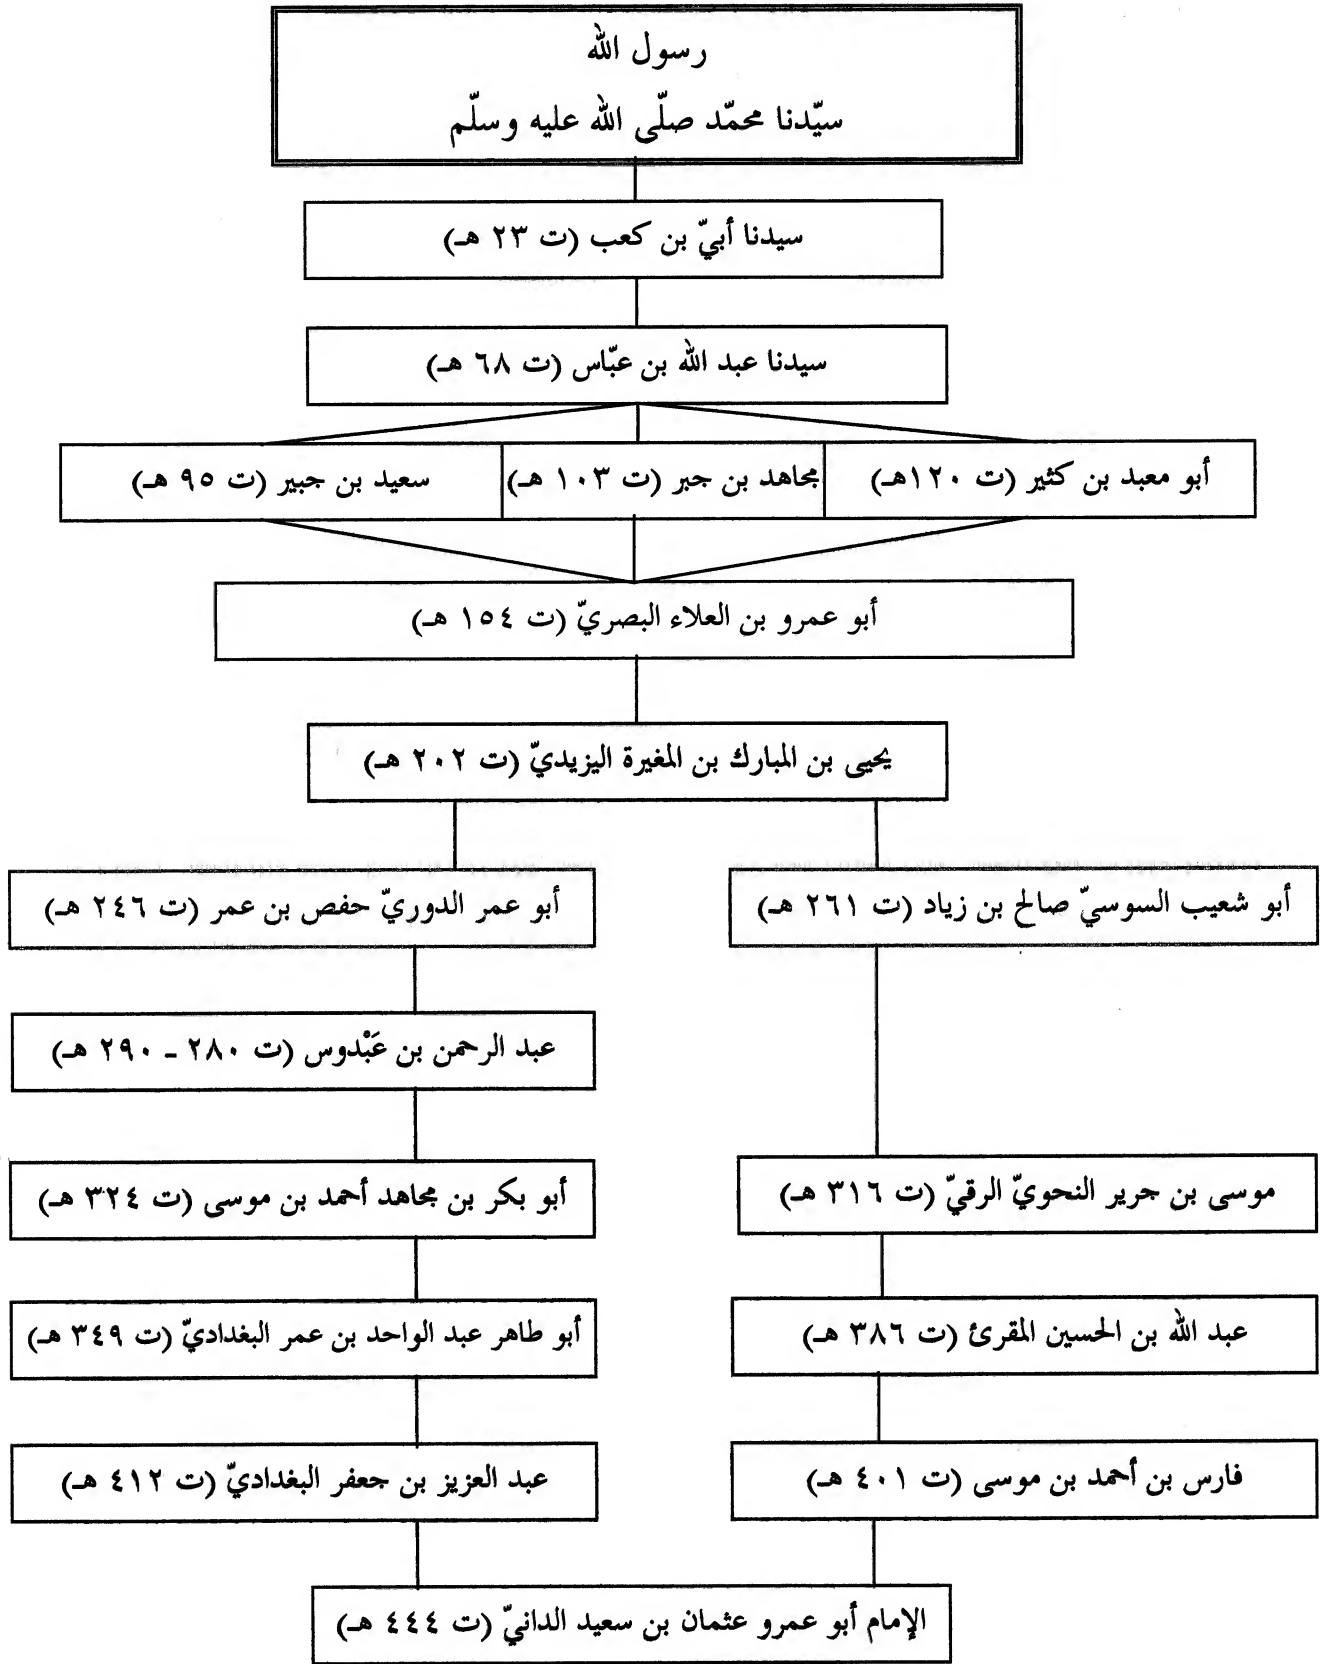 رسول الله
سيّدنا محمّد صلّى الله عليه وسلّم
سيدنا أبيّ بن كعب (ت ٢٣ هـ)
سيدنا عبد الله بن عبّاس (ت ٦٨ هـ)
أبو معبد بن كثير (ت ١٢٠هـ)
مجاهد بن جبر (ت ١٠٣ هـ)
سعيد بن جبير (ت ٩٥ هـ)
أبو عمرو بن العلاء البصريّ (ت ١٥٤ هـ)
يحيى بن المبارك بن المغيرة اليزيديّ (ت ٢٠٢ هـ)
أبو شعيب السوسيّ صالح بن زياد (ت ٢٦١ هـ)
أبو عمر الدوريّ حفص بن عمر (ت ٢٤٦ هـ)
عبد الرحمن بن عَبْدوس (ت ٢٨٠ - ٢٩٠ هـ)
موسى بن جرير النحويّ الرقيّ (ت ٣١٦ هـ)
أبو بكر بن مجاهد أحمد بن موسى (ت ٣٢٤ هـ)
عبد الله بن الحسين المقرئ (ت ٣٨٦ هـ)
أبو طاهر عبد الواحد بن عمر البغداديّ (ت ٣٤٩ هـ)
فارس بن أحمد بن موسى (ت ٤٠١ هـ)
عبد العزيز بن جعفر البغداديّ (ت ٤١٢ هـ)
الإمام أبو عمرو عثمان بن سعيد الدانيّ (ت ٤٤٤ هـ)